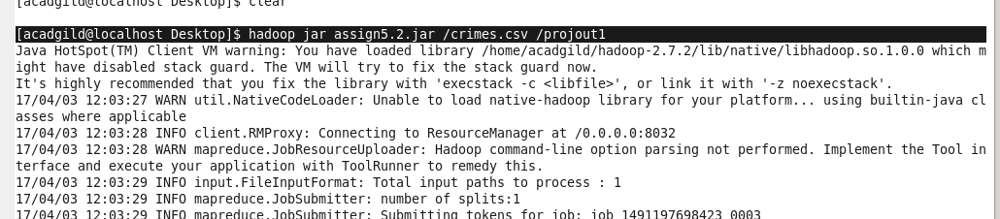 [acadgild@localhost Desktop]$ clear
[acadgild@localhost Desktop]$ hadoop jar assign5.2.jar /crimes.csv /projout1
Java HotSpot(TM) Client VM warning: You have loaded library /home/acadgild/hadoop-2.7.2/lib/native/libhadoop.so.1.0.0 which m
ight have disabled stack guard. The VM will try to fix the stack guard now.
It's highly recommended that you fix the library with 'execstack -c <libfile>', or link it with '-z noexecstack'.
17/04/03 12:03:27 WARN util.NativeCodeLoader: Unable to load native-hadoop library for your platform... using builtin-java cl
asses where applicable
17/04/03 12:03:28 INFO client.RMProxy: Connecting to ResourceManager at /0.0.0.0:8032
17/04/03 12:03:28 WARN mapreduce.JobResourceUploader: Hadoop command-line option parsing not performed. Implement the Tool in
terface and execute your application with ToolRunner to remedy this.
17/04/03 12:03:29 INFO input.FileInputFormat: Total input paths to process : 1
17/04/03 12:03:29 INFO mapreduce.JobSubmitter: number of splits:1
17/04/03 12:03:29 INFO mapreduce.JobSubmitter: Submitting tokens for job: job_1491197698423_0003